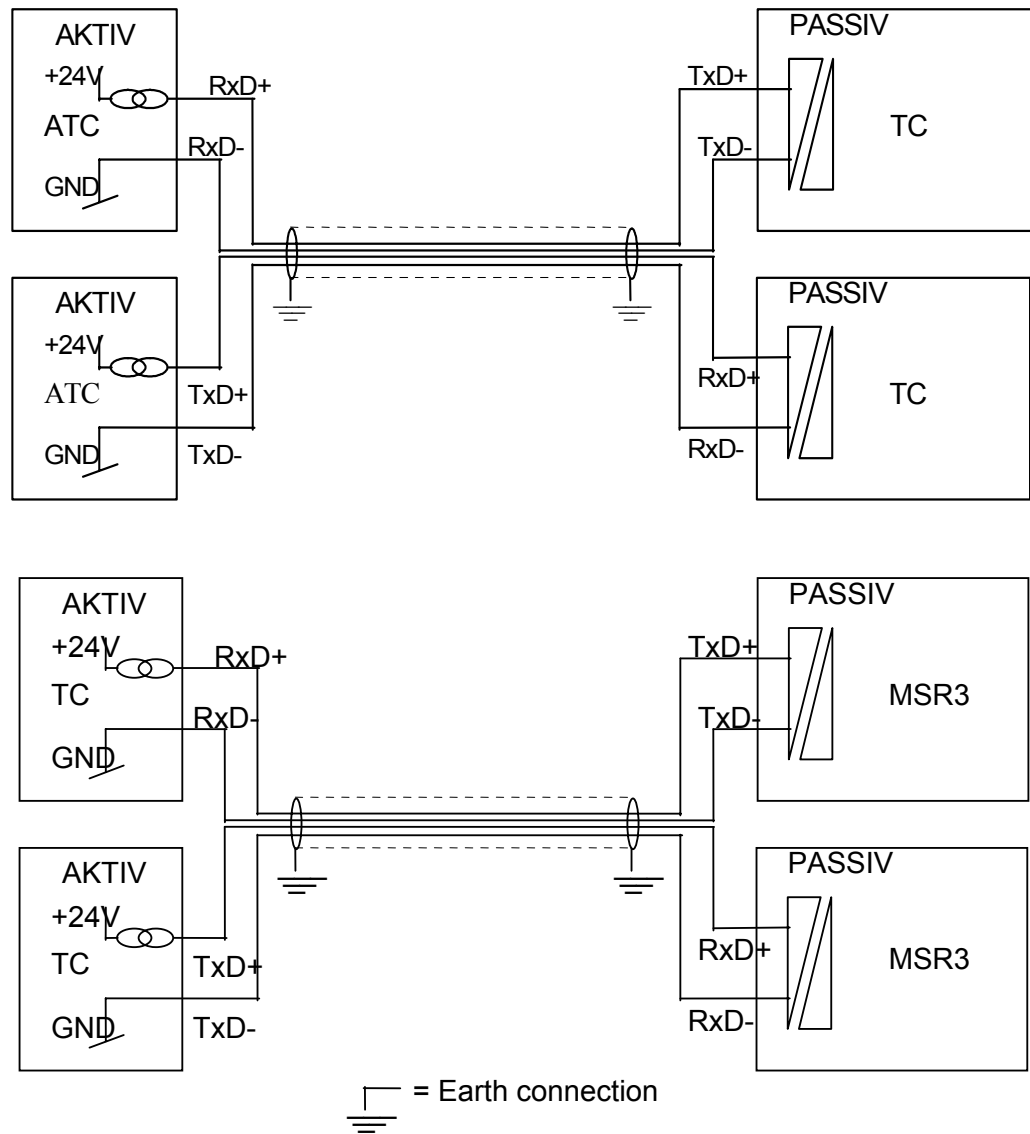 AKTIV
+24V
ATC
GND
RxD+
RxD-
TxD+
TxD-
PASSIV
TC
AKTIV
+24V
ATC
GND
TxD+
TxD-
RxD+
RxD-
PASSIV
TC
AKTIV
+24V
TC
GND
RxD+
RxD-
TxD+
TxD-
PASSIV
MSR3
AKTIV
+24V
TC
GND
TxD+
TxD-
RxD+
RxD-
PASSIV
MSR3
= Earth connection